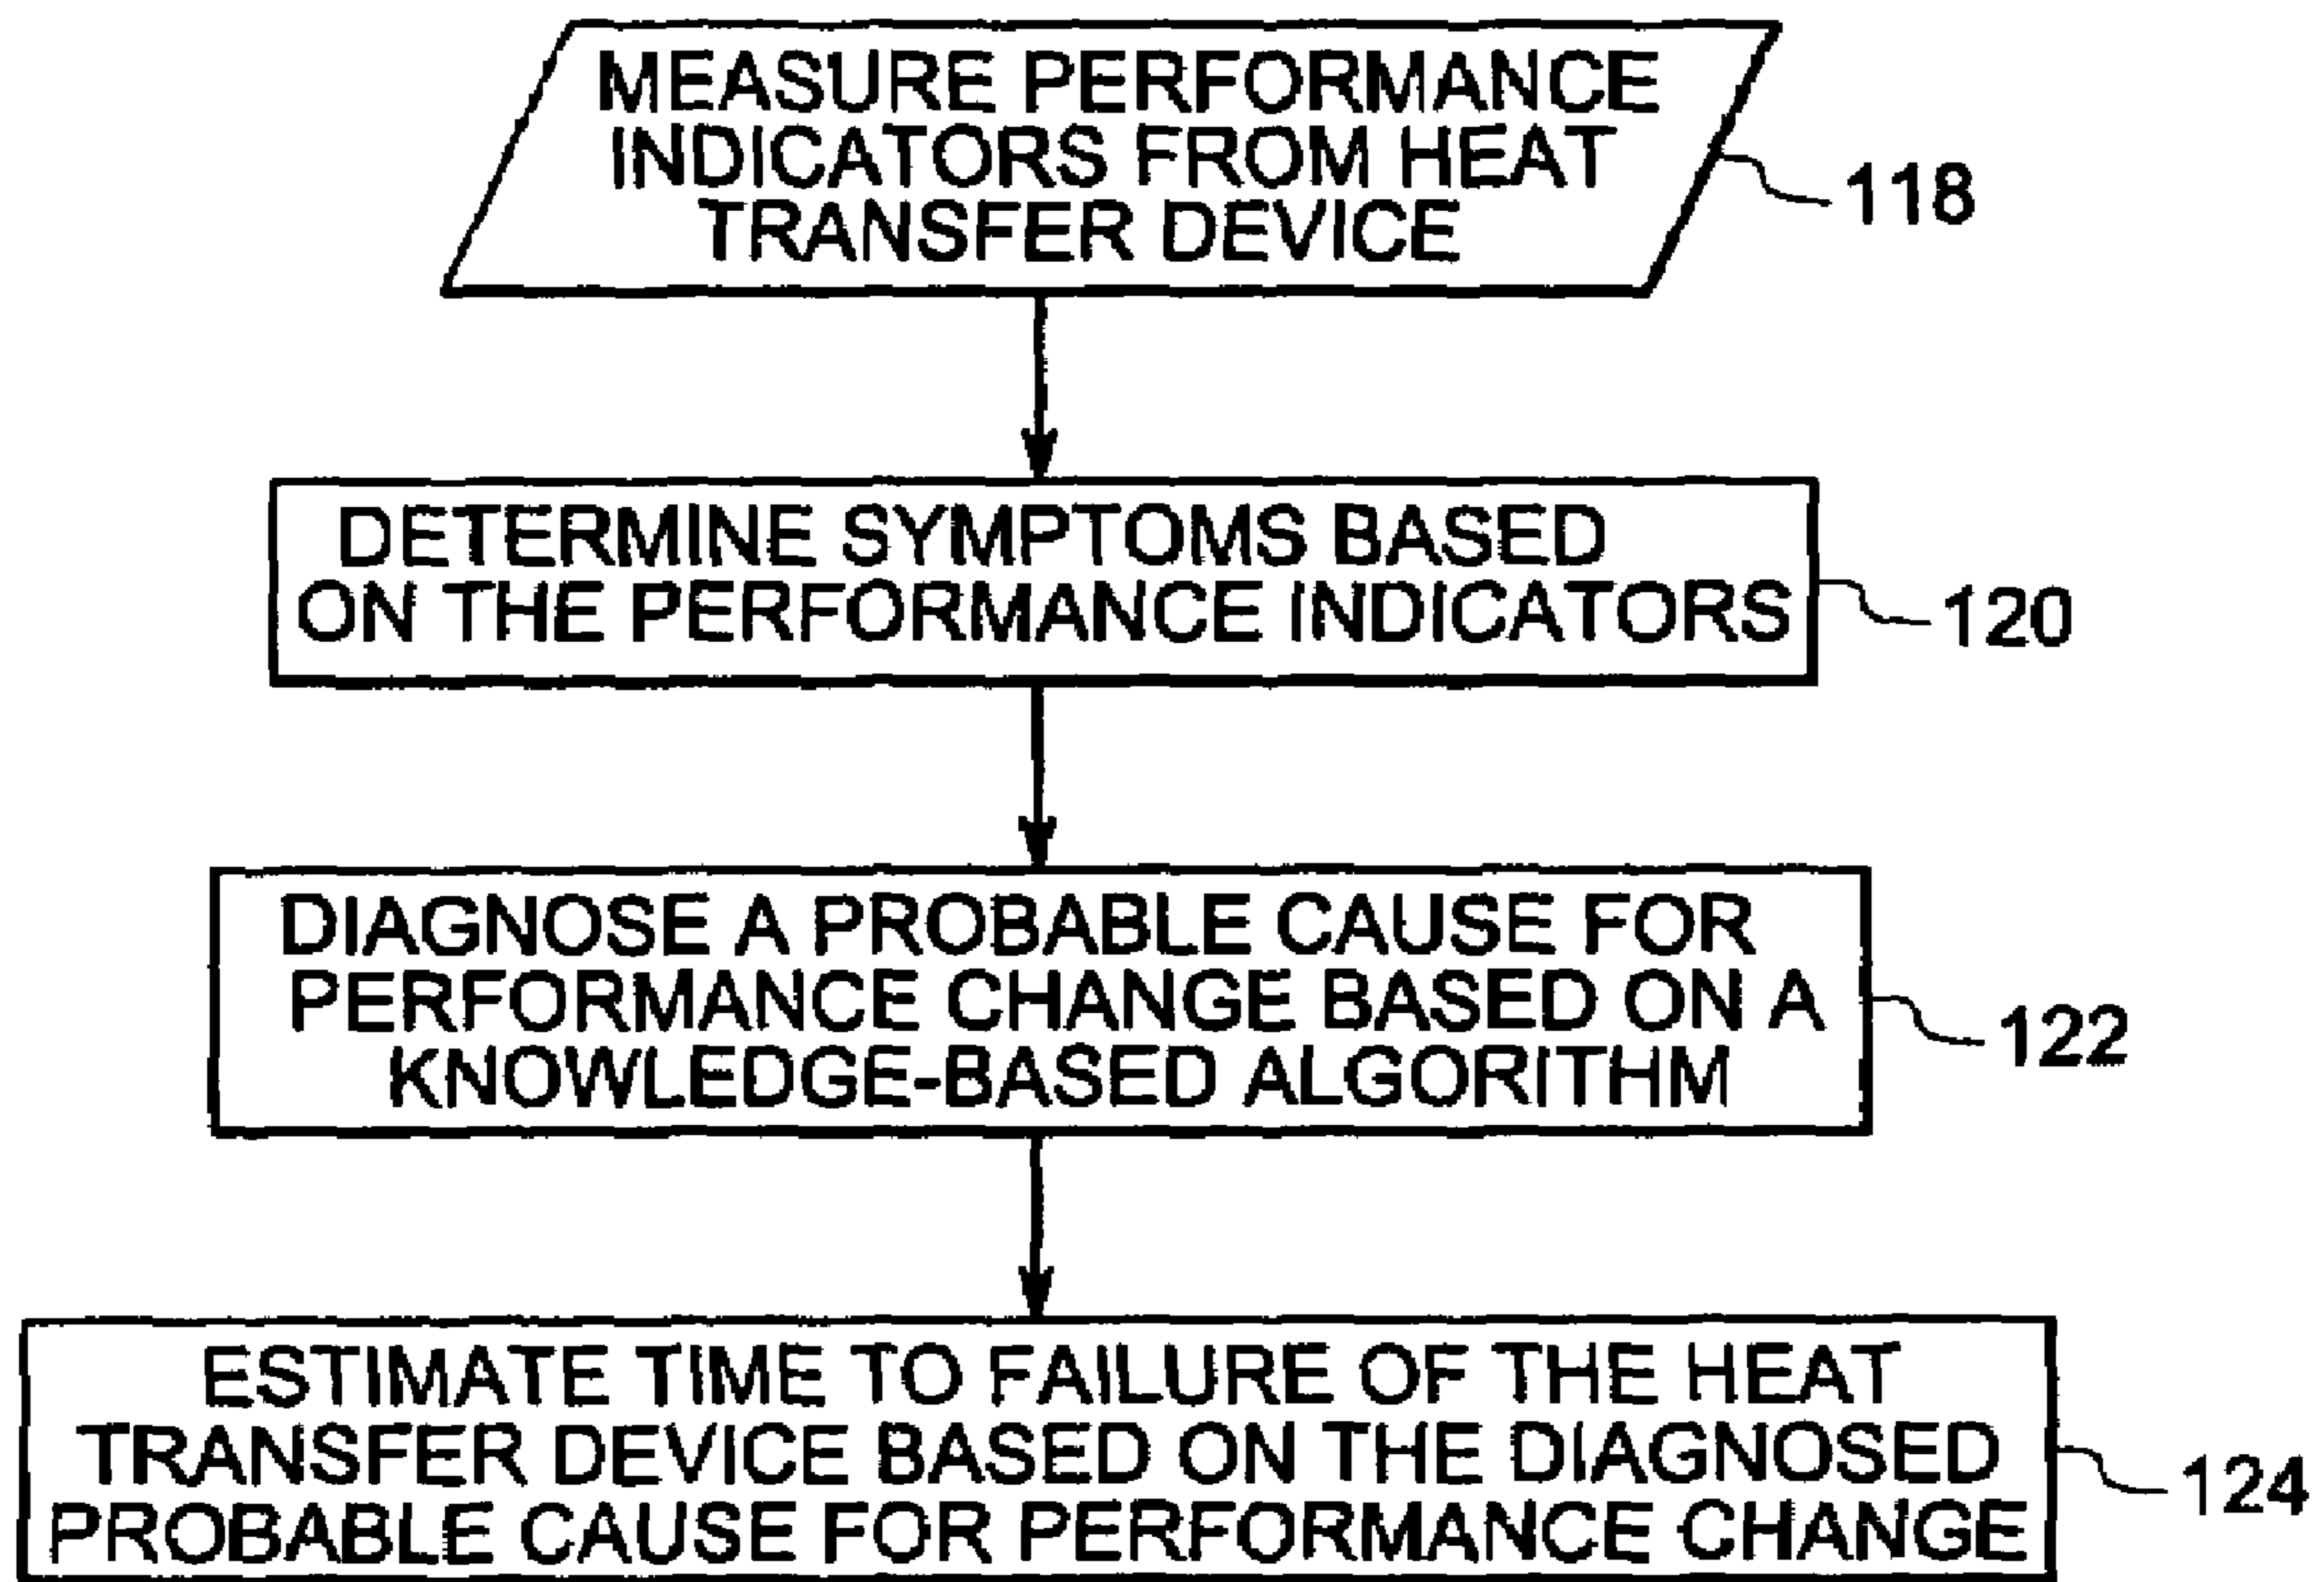 MEASURE PERFORMANCE
INDICATORS FROM HEAT
TRANSFER DEVICE
118
DETERMINE SYMPTOMS BASED
ON THE PERFORMANCE INDICATORS
120
DIAGNOSE A PROBABLE CAUSE FOR
PERFORMANCE CHANGE BASED ON A
KNOWLEDGE-BASED ALGORITHM
122
ESTIMATE TIME TO FAILURE OF THE HEAT
TRANSFER DEVICE BASED ON THE DIAGNOSED
PROBABLE CAUSE FOR PERFORMANCE CHANGE
124